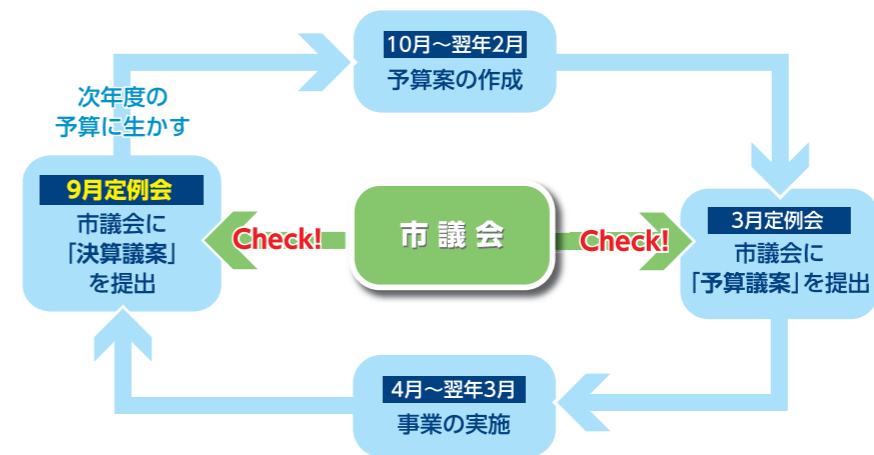 10月～翌年2月
予算案の作成
次年度の
予算に生かす
9月定例会
市議会に
「決算議案」
を提出
Check!
市議会
Check!
3月定例会
市議会に
「予算議案」を提出
4月～翌年3月
事業の実施